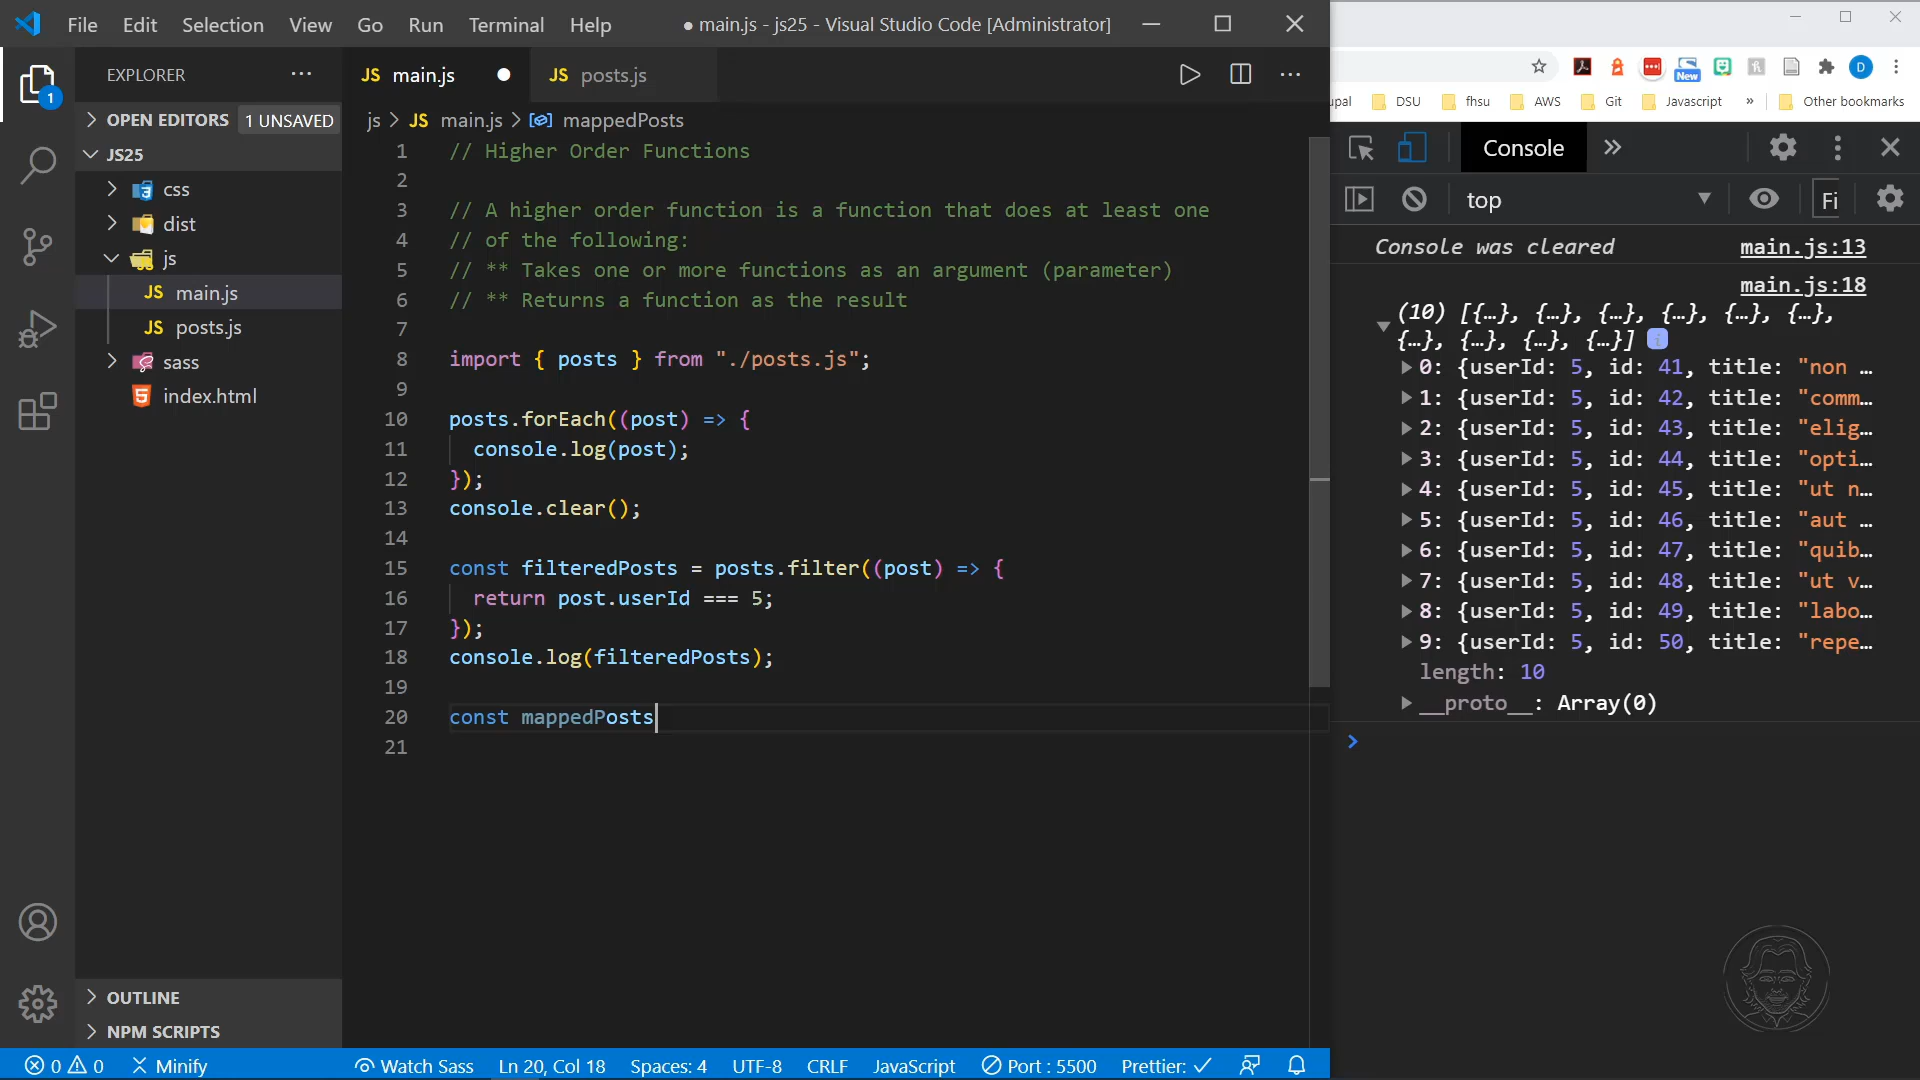 File Edit Selection View Go Run Terminal Help ● main.js - js25 - Visual Studio Code [Administrator]
EXPLORER
JS main.js
JS posts.js
1
OPEN EDITORS 1 UNSAVED
JS25
css
dist
js
JS main.js
JS posts.js
sass
index.html
OUTLINE
NPM SCRIPTS
js > JS main.js > mappedPosts
1 // Higher Order Functions
2
3 // A higher order function is a function that does at least one
4 // of the following:
5 // ** Takes one or more functions as an argument (parameter)
6 // ** Returns a function as the result
7
8 import { posts } from "./posts.js";
9
10 posts.forEach((post) => {
11 console.log(post);
12 });
13 console.clear();
14
15 const filteredPosts = posts.filter((post) => {
16 return post.userId === 5;
17 });
18 console.log(filteredPosts);
19
20 const mappedPosts
21
0 0 Minify Watch Sass Ln 20, Col 18 Spaces: 4 UTF-8 CRLF JavaScript Port : 5500 Prettier: ✓
New
D
upal DSU fhsu AWS Git Javascript » Other bookmarks
Console »
top Fi
Console was cleared main.js:13
main.js:18
(10) [{…}, {…}, {…}, {…}, {…}, {…},
{…}, {…}, {…}, {…}] i
0: {userId: 5, id: 41, title: "non …
1: {userId: 5, id: 42, title: "comm…
2: {userId: 5, id: 43, title: "elig…
3: {userId: 5, id: 44, title: "opti…
4: {userId: 5, id: 45, title: "ut n…
5: {userId: 5, id: 46, title: "aut …
6: {userId: 5, id: 47, title: "quib…
7: {userId: 5, id: 48, title: "ut v…
8: {userId: 5, id: 49, title: "labo…
9: {userId: 5, id: 50, title: "repe…
length: 10
__proto__: Array(0)